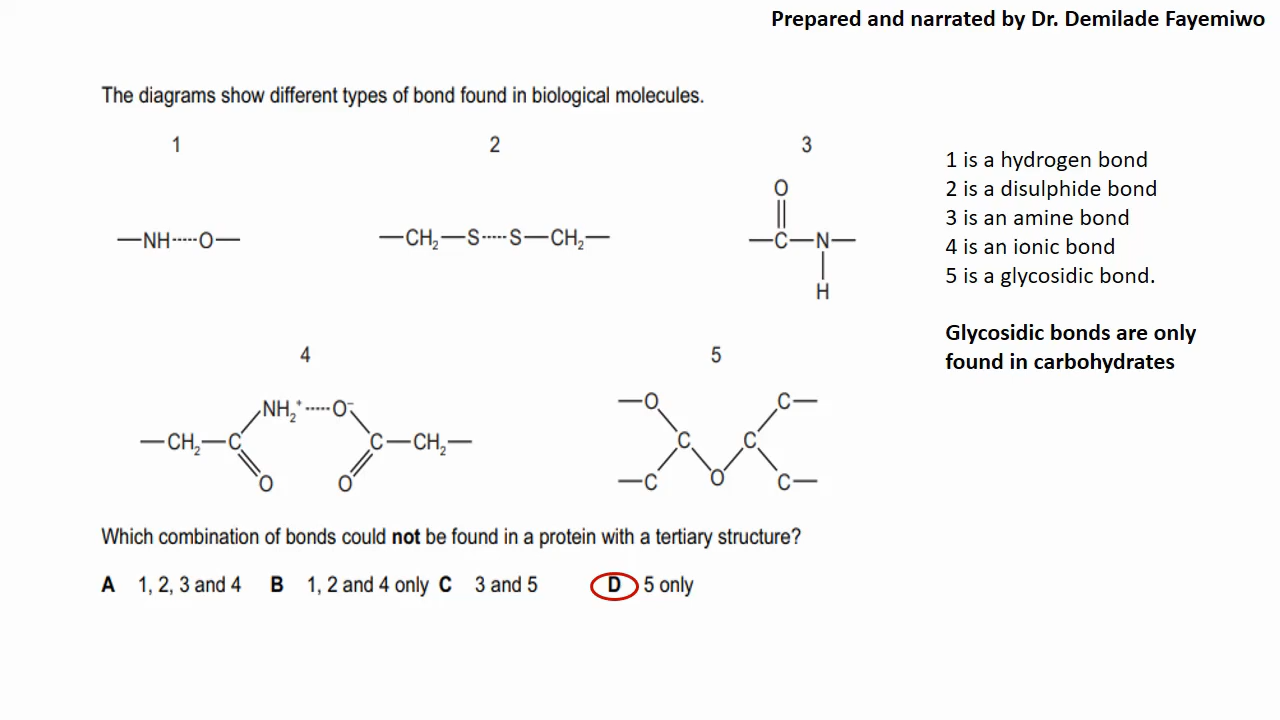 Prepared and narrated by Dr. Demilade Fayemiwo
The diagrams show different types of bond found in biological molecules.
1 2 3
—NH·····O—
—CH₂—S·····S—CH₂—
O
||
—C—N—
|
H
1 is a hydrogen bond
2 is a disulphide bond
3 is an amine bond
4 is an ionic bond
5 is a glycosidic bond.
Glycosidic bonds are only
found in carbohydrates
4 5
NH₂⁺·····O⁻
—CH₂—C C—CH₂—
O O
—O C—
C C
—C O C—
Which combination of bonds could not be found in a protein with a tertiary structure?
A 1, 2, 3 and 4 B 1, 2 and 4 only C 3 and 5 D 5 only